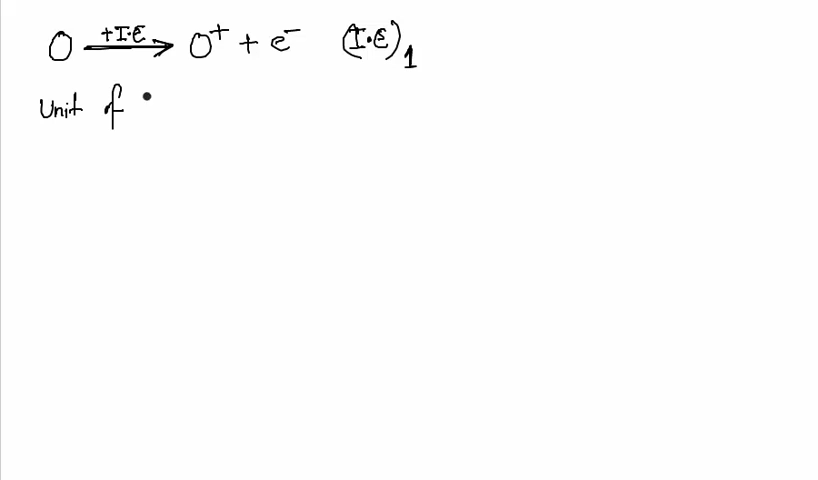 O +I.E → O⁺ + e⁻ (I.E)₁
Unit of